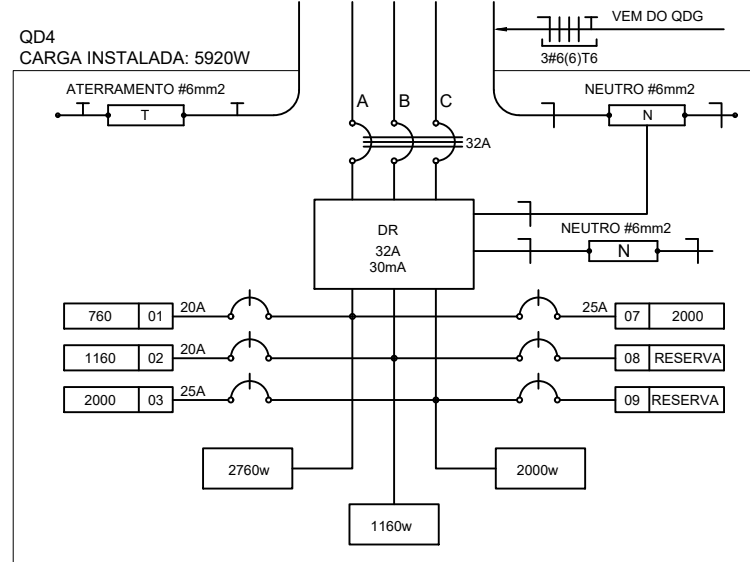 QD4
CARGA INSTALADA: 5920W
VEM DO QDG
3#6(6)T6
ATERRAMENTO #6mm2
T
A
B
C
NEUTRO #6mm2
N
32A
DR
32A
30mA
NEUTRO #6mm2
N
760 01 20A
25A 07 2000
1160 02 20A
08 RESERVA
2000 03 25A
09 RESERVA
2760w
2000w
1160w